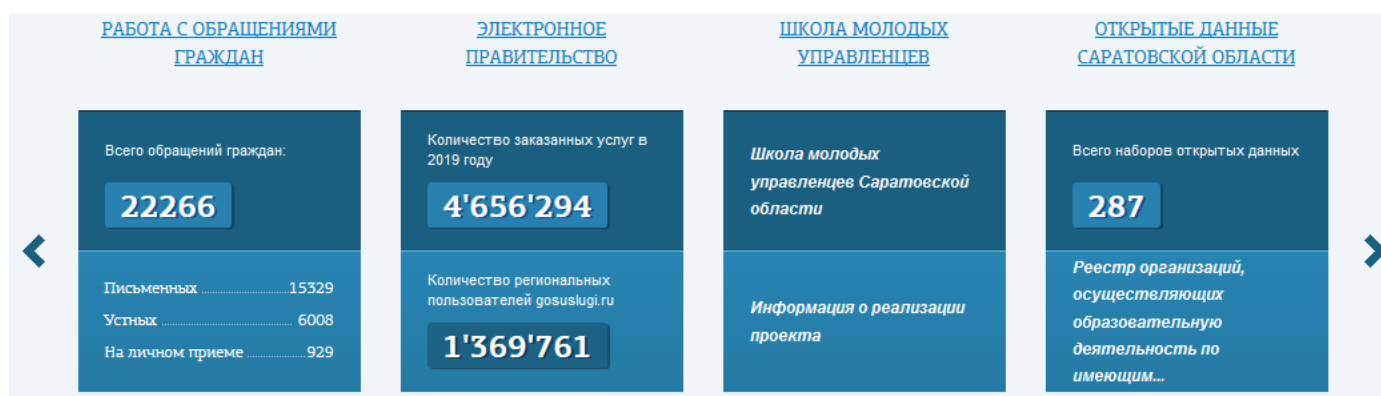 РАБОТА С ОБРАЩЕНИЯМИ
ГРАЖДАН
Всего обращений граждан:
22266
Письменных 15329
Устных 6008
На личном приеме 929
ЭЛЕКТРОННОЕ
ПРАВИТЕЛЬСТВО
Количество заказанных услуг в
2019 году
4'656'294
Количество региональных
пользователей gosuslugi.ru
1'369'761
ШКОЛА МОЛОДЫХ
УПРАВЛЕНЦЕВ
Школа молодых
управленцев Саратовской
области
Информация о реализации
проекта
ОТКРЫТЫЕ ДАННЫЕ
САРАТОВСКОЙ ОБЛАСТИ
Всего наборов открытых данных
287
Реестр организаций,
осуществляющих
образовательную
деятельность по
имеющим...